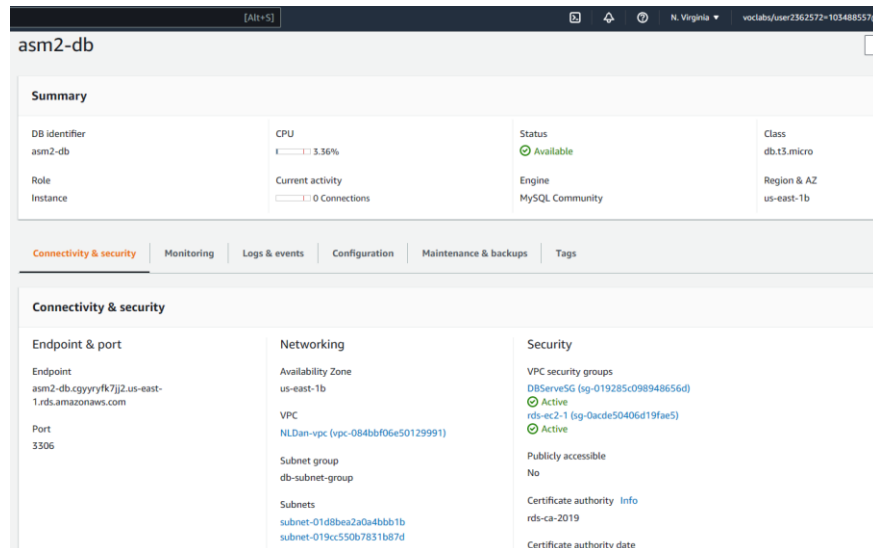 [Alt+S]
N. Virginia
asm2-db
Summary
DB identifier
asm2-db
CPU
3.36%
Status
Available
Class
db.t3.micro
Role
Instance
Current activity
0 Connections
Engine
MySQL Community
Region & AZ
us-east-1b
Connectivity & security
Monitoring
Logs & events
Configuration
Maintenance & backups
Tags
Connectivity & security
Endpoint & port
Endpoint
asm2-db.cgyyryfk7jj2.us-east-
1.rds.amazonaws.com
Port
3306
Networking
Availability Zone
us-east-1b
VPC
NLDan-vpc (vpc-084bbf06e50129991)
Subnet group
db-subnet-group
Subnets
subnet-01d8bea2a0a4bbb1b
subnet-019cc550b7831b87d
Security
VPC security groups
DBServeSG (sg-019285c098948656d)
Active
rds-ec2-1 (sg-0acde50406d19fae5)
Active
Publicly accessible
No
Certificate authority Info
rds-ca-2019
Certificate authority date